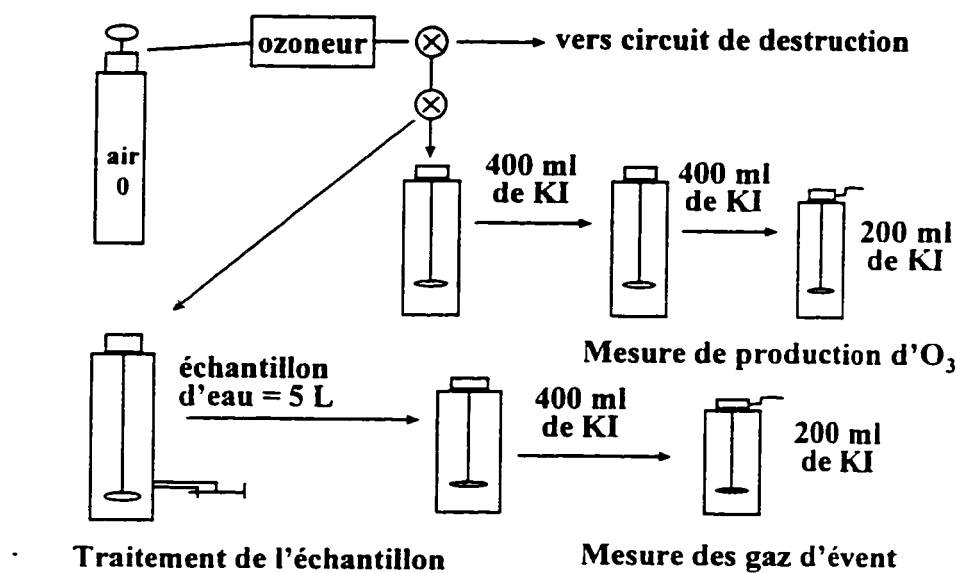 ozoneur
vers circuit de destruction
air
0
400 ml
de KI
400 ml
de KI
200 ml
de KI
Mesure de production d'O₃
échantillon
d'eau = 5 L
400 ml
de KI
200 ml
de KI
Traitement de l'échantillon
Mesure des gaz d'évent